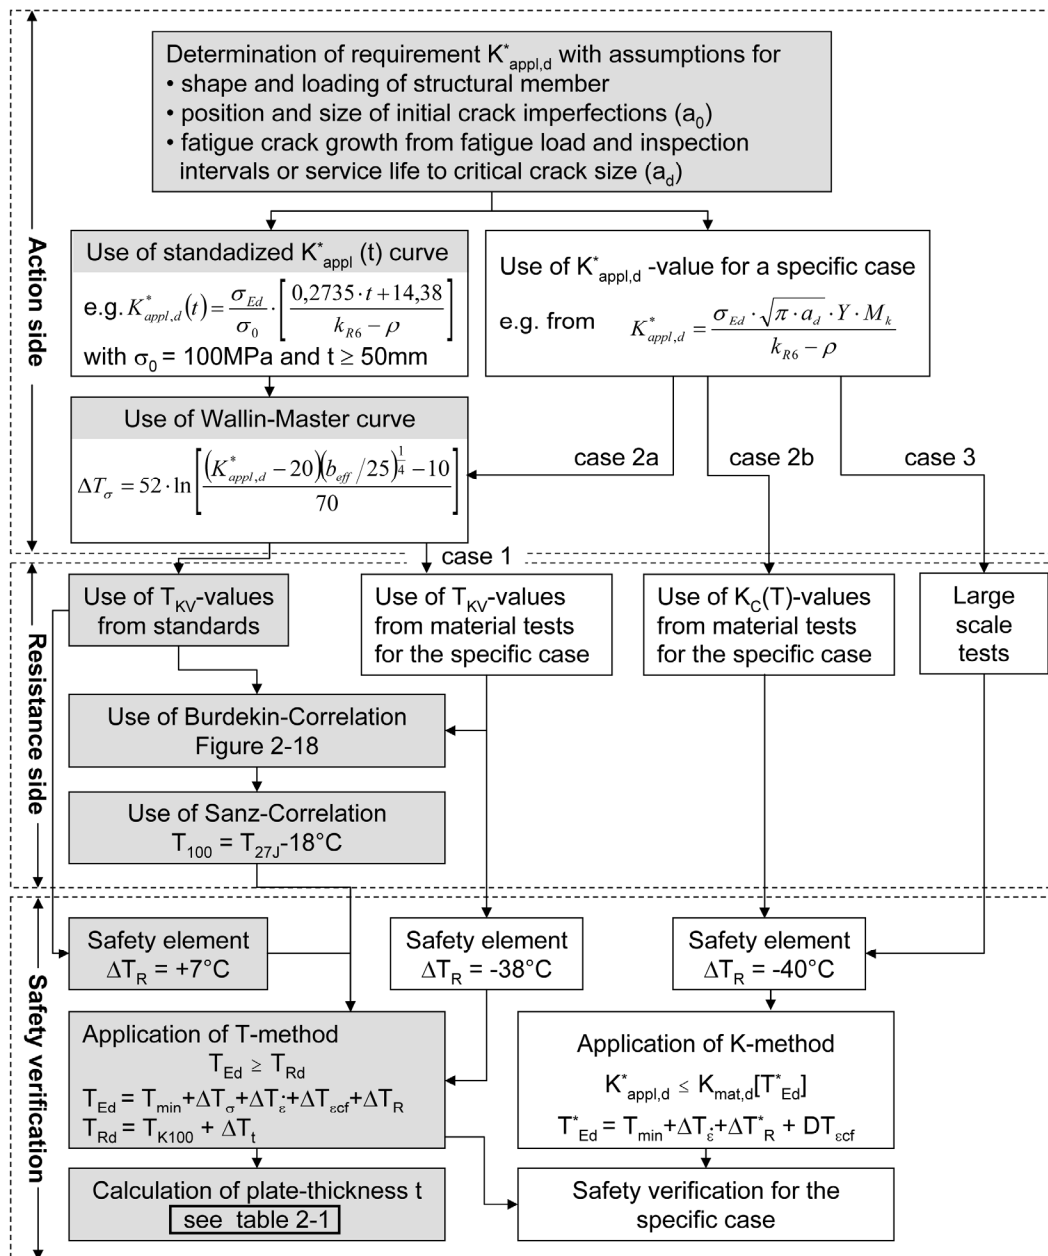 Action side
Determination of requirement K*appl,d with assumptions for
• shape and loading of structural member
• position and size of initial crack imperfections (a0)
• fatigue crack growth from fatigue load and inspection
intervals or service life to critical crack size (ad)
Use of standadized K*appl (t) curve
e.g. K*appl,d(t) = σEd/σ0 · [(0,2735·t+14,38)/(kR6 − ρ)]
with σ0 = 100MPa and t ≥ 50mm
Use of K*appl,d -value for a specific case
e.g. from K*appl,d = (σEd · √(π · ad) · Y · Mk)/(kR6 − ρ)
Use of Wallin-Master curve
ΔTσ = 52 · ln[((K*appl,d − 20)(beff/25)^(1/4) − 10)/70]
case 2a
case 2b
case 3
case 1
Resistance side
Use of TKV-values
from standards
Use of TKV-values
from material tests
for the specific case
Use of KC(T)-values
from material tests
for the specific case
Large
scale
tests
Use of Burdekin-Correlation
Figure 2-18
Use of Sanz-Correlation
T100 = T27J-18°C
Safety verification
Safety element
ΔTR = +7°C
Safety element
ΔTR = -38°C
Safety element
ΔTR = -40°C
Application of T-method
TEd ≥ TRd
TEd = Tmin+ΔTσ+ΔTε̇+ΔTεcf+ΔTR
TRd = TK100 + ΔTt
Application of K-method
K*appl,d ≤ Kmat,d[T*Ed]
T*Ed = Tmin+ΔTε̇+ΔT*R + DTεcf
Calculation of plate-thickness t
see table 2-1
Safety verification for the
specific case